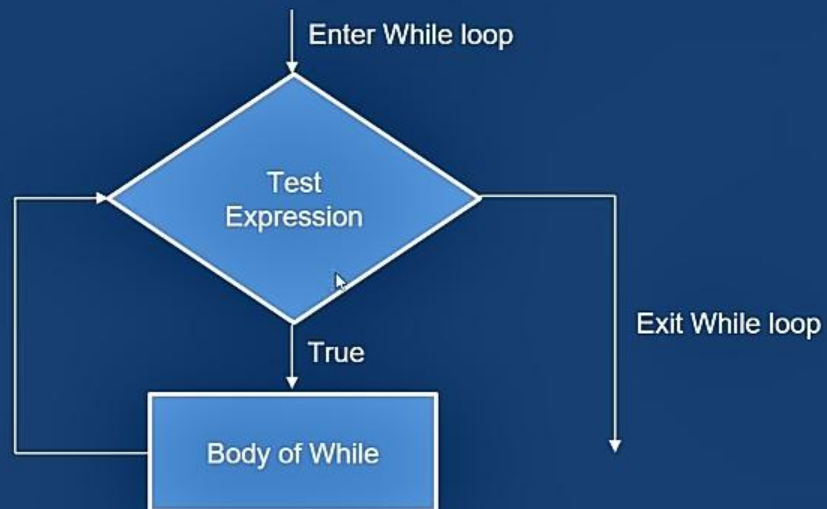 Enter While loop
Test
Expression
Exit While loop
True
Body of While